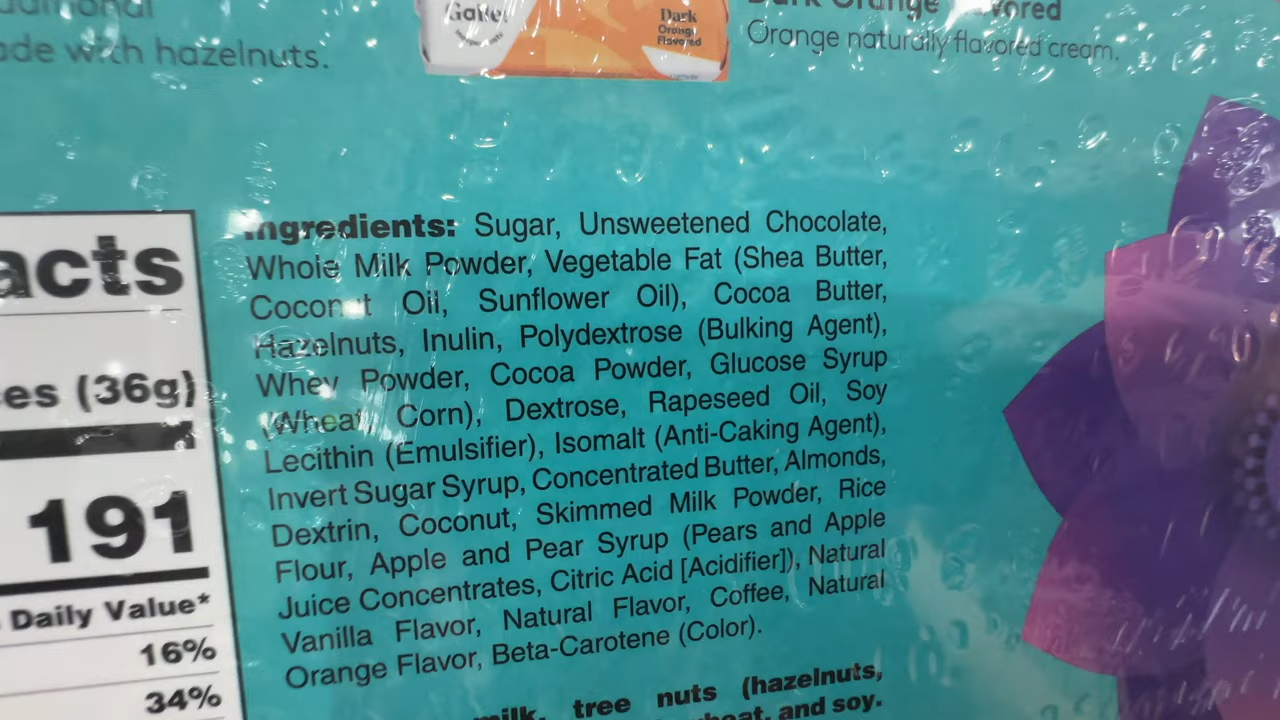 ade with hazelnuts.
Dark
Orange
Flavored
Orange naturally flavored cream.
acts
es (36g)
191
Daily Value*
16%
34%
Ingredients: Sugar, Unsweetened Chocolate,
Whole Milk Powder, Vegetable Fat (Shea Butter,
Coconut Oil, Sunflower Oil), Cocoa Butter,
Hazelnuts, Inulin, Polydextrose (Bulking Agent),
Whey Powder, Cocoa Powder, Glucose Syrup
(Wheat, Corn), Dextrose, Rapeseed Oil, Soy
Lecithin (Emulsifier), Isomalt (Anti-Caking Agent),
Invert Sugar Syrup, Concentrated Butter, Almonds,
Dextrin, Coconut, Skimmed Milk Powder, Rice
Flour, Apple and Pear Syrup (Pears and Apple
Juice Concentrates, Citric Acid [Acidifier]), Natural
Vanilla Flavor, Natural Flavor, Coffee, Natural
Orange Flavor, Beta-Carotene (Color).
milk, tree nuts (hazelnuts,
and soy.